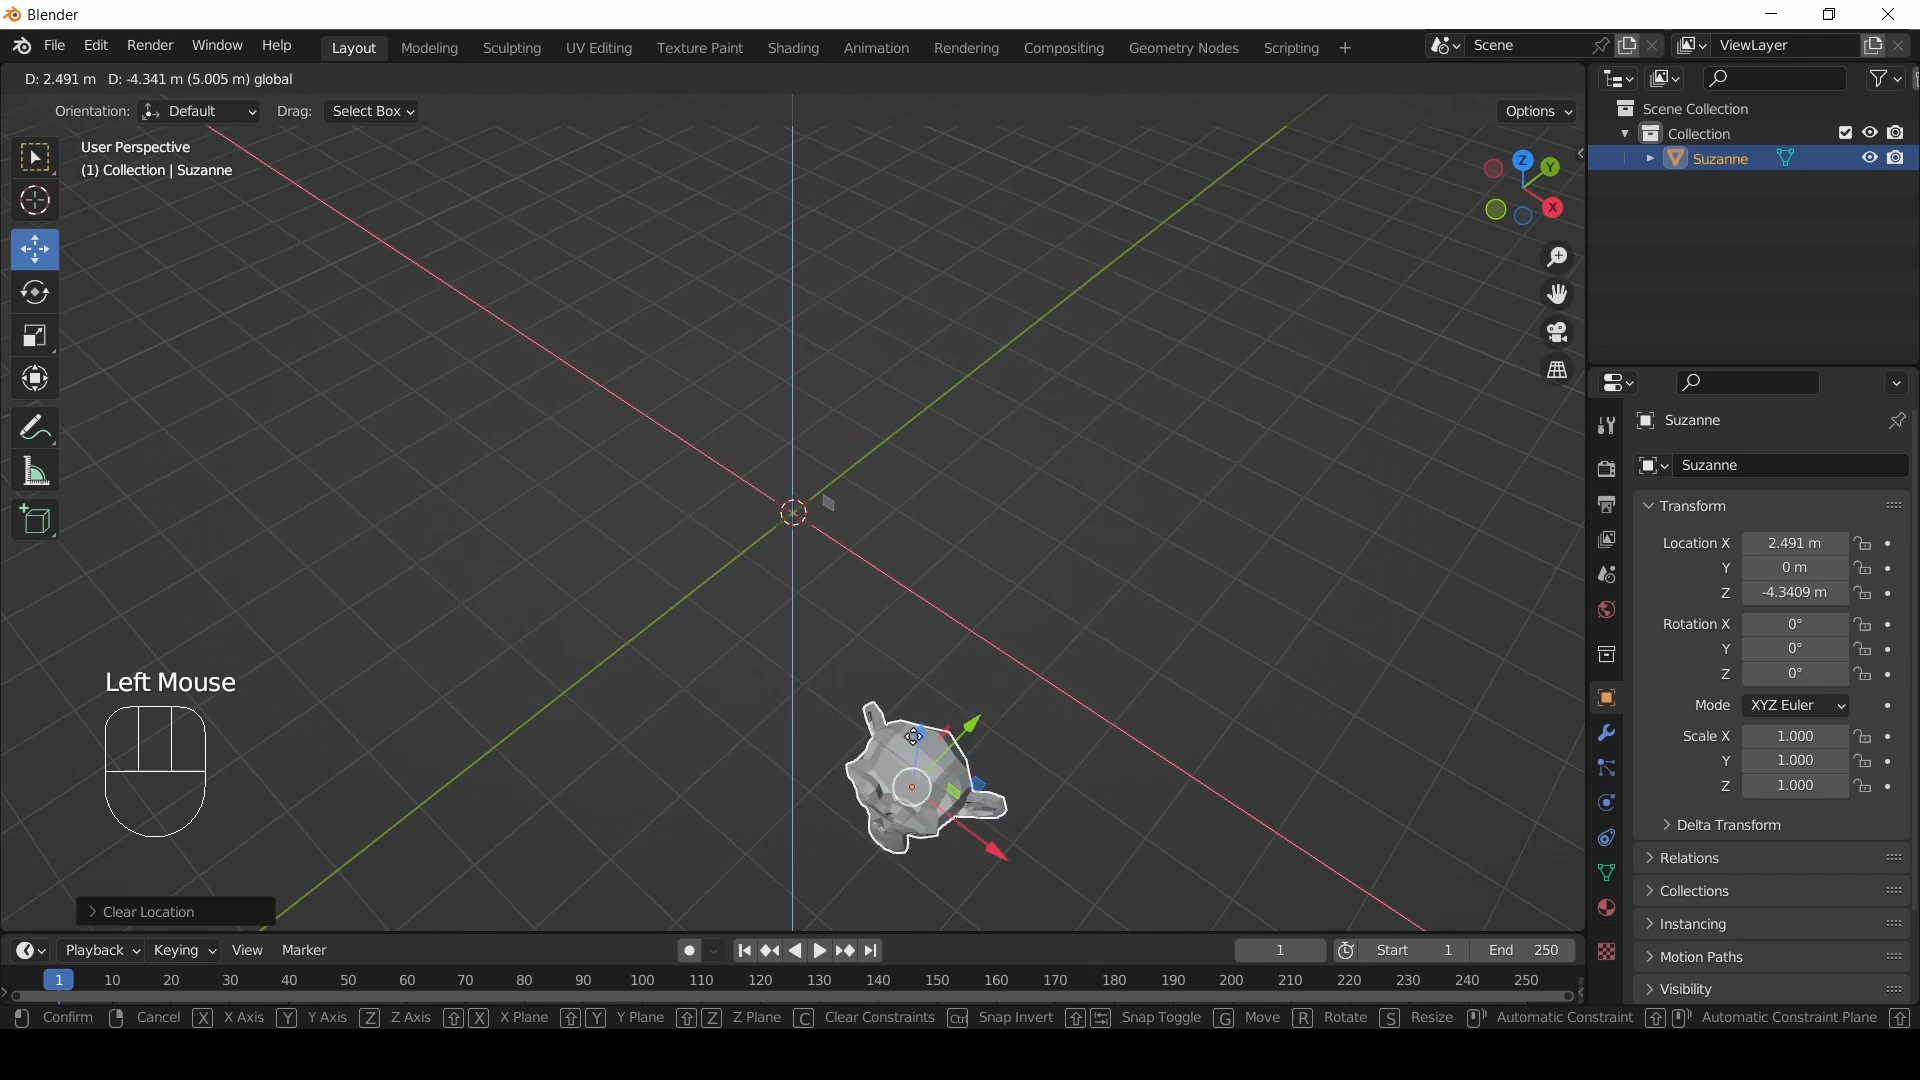 Blender
File Edit Render Window Help Layout Modeling Sculpting UV Editing Texture Paint Shading Animation Rendering Compositing Geometry Nodes Scripting + Scene ViewLayer
D: 2.491 m D: -4.341 m (5.005 m) global
Orientation: Default Drag: Select Box Options
User Perspective
(1) Collection | Suzanne
Z
Y
X
Scene Collection
Collection
Suzanne
Suzanne
Suzanne
Transform
Location X 2.491 m
Y 0 m
Z -4.3409 m
Rotation X 0°
Y 0°
Z 0°
Mode XYZ Euler
Scale X 1.000
Y 1.000
Z 1.000
Delta Transform
Relations
Collections
Instancing
Motion Paths
Visibility
Left Mouse
Clear Location
Playback Keying View Marker 1 Start 1 End 250
1 10 20 30 40 50 60 70 80 90 100 110 120 130 140 150 160 170 180 190 200 210 220 230 240 250
Confirm Cancel X X Axis Y Y Axis Z Z Axis X X Plane Y Y Plane Z Z Plane C Clear Constraints Ctrl Snap Invert Snap Toggle G Move R Rotate S Resize Automatic Constraint Automatic Constraint Plane